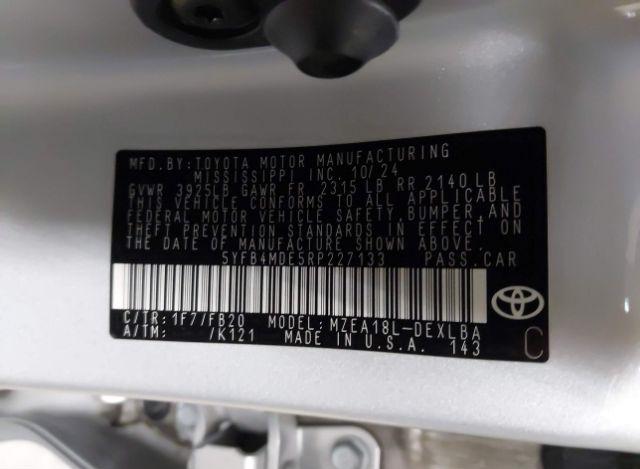 MFD.BY:TOYOTA MOTOR MANUFACTURING
MISSISSIPPI INC. 10/24
GVWR 3925LB GAWR FR 2315 LB RR 2140 LB
THIS VEHICLE CONFORMS TO ALL APPLICABLE
FEDERAL MOTOR VEHICLE SAFETY, BUMPER, AND
THEFT PREVENTION STANDARDS IN EFFECT ON
THE DATE OF MANUFACTURE SHOWN ABOVE.
5YFB4MDE5RP227133 PASS.CAR
C/TR:1F7/FB20 MODEL:MZEA18L-DEXLBA
A/TM: /K121 MADE IN U.S.A. 143
C